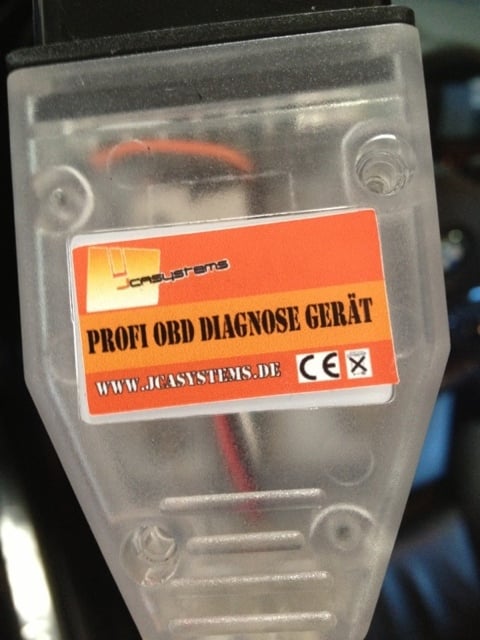 Jcasystems
PROFI OBD DIAGNOSE GERÄT
WWW.JCASYSTEMS.DE CE